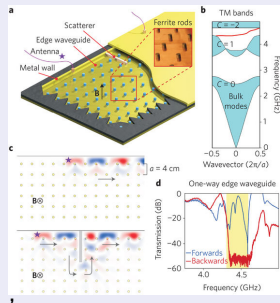 a
Scatterer
Edge waveguide
Antenna
Metal wall
Ferrite rods
B
b
TM bands
C = −2
C = 1
C = 0
Bulk
modes
4
3
2
1
0
−0.5
0
0.5
Wavevector (2π/a)
Frequency (GHz)
c
a = 4 cm
B⊗
B⊗
d
One-way edge waveguide
Forwards
Backwards
0
−20
−40
−60
Transmission (dB)
4.0
4.5
Frequency (GHz)